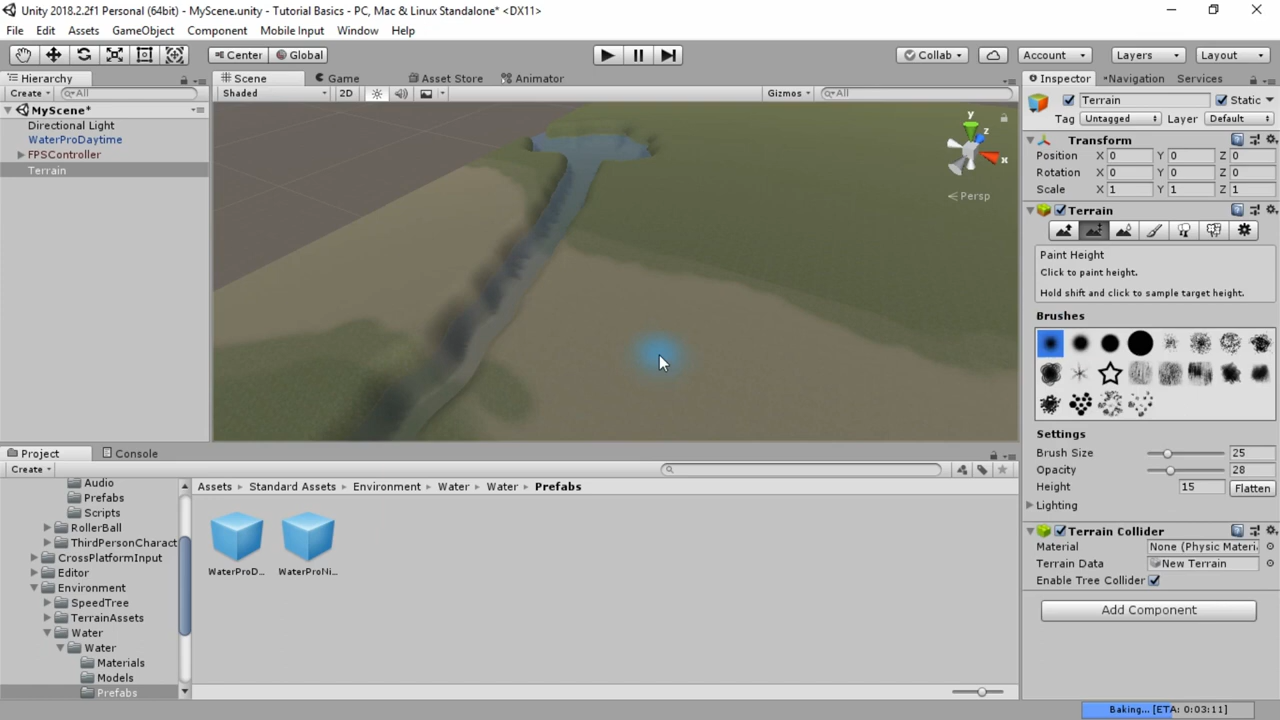 Unity 2018.2.2f1 Personal (64bit) - MyScene.unity - Tutorial Basics - PC, Mac & Linux Standalone* <DX11>
File Edit Assets GameObject Component Mobile Input Window Help
Center Global Collab Account Layers Layout
Hierarchy Scene Game Asset Store Animator Inspector Navigation Services
Create All Shaded 2D Gizmos All Terrain Static
MyScene*
Tag Untagged Layer Default
Directional Light
WaterProDaytime
FPSController
Terrain
y
z
x
Persp
Transform
Position X 0 Y 0 Z 0
Rotation X 0 Y 0 Z 0
Scale X 1 Y 1 Z 1
Terrain
Paint Height
Click to paint height.
Hold shift and click to sample target height.
Brushes
Settings
Brush Size 25
Opacity 28
Height 15 Flatten
Lighting
Terrain Collider
Material None (Physic Materi
Terrain Data New Terrain
Enable Tree Collider
Add Component
Project Console
Create
Audio
Prefabs
Scripts
RollerBall
ThirdPersonCharact
CrossPlatformInput
Editor
Environment
SpeedTree
TerrainAssets
Water
Water
Materials
Models
Prefabs
Assets Standard Assets Environment Water Water Prefabs
WaterProD... WaterProNi...
Baking... [ETA: 0:03:11]